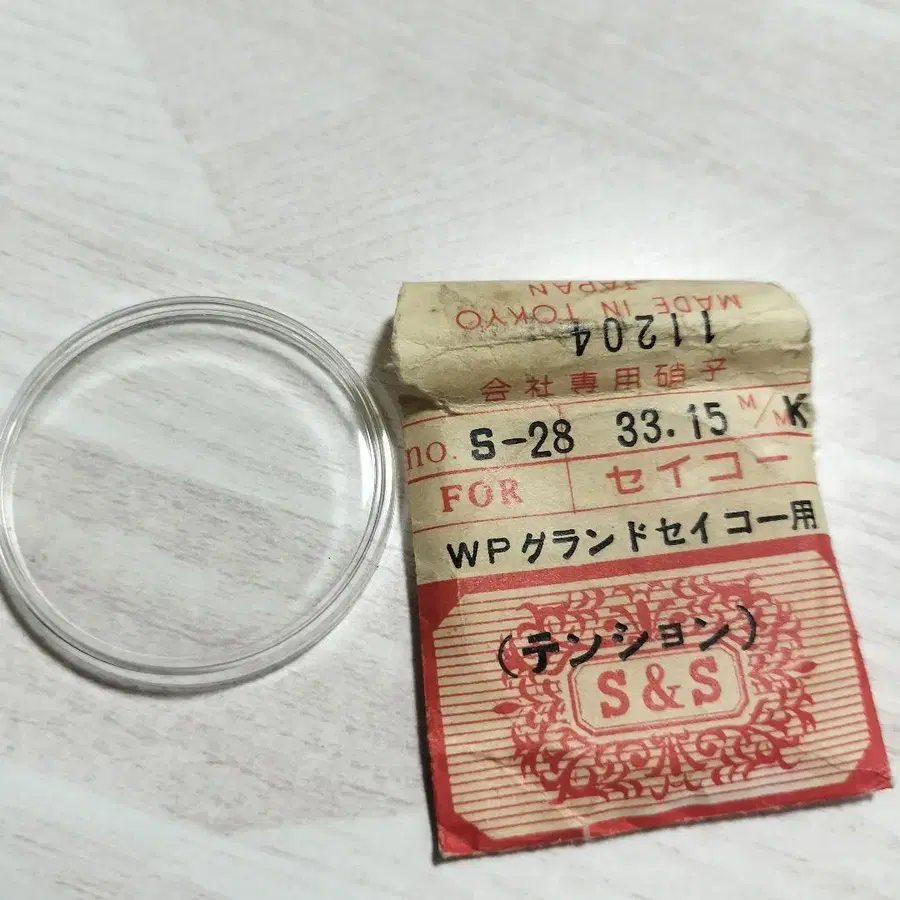 MADE IN TOKYO
JAPAN
11204
会社専用硝子
no. S-28 33.15 M/M K
FOR セイコー
WPグランドセイコー用
(テンション)
S&S